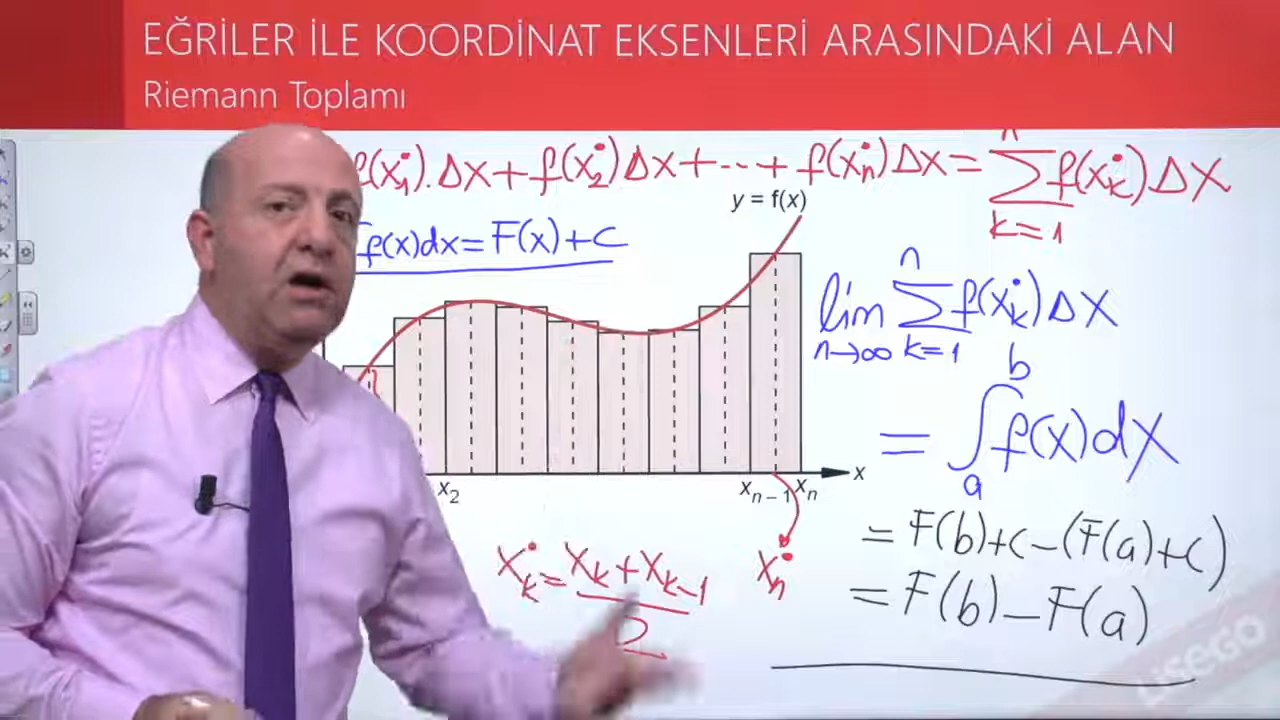 EĞRİLER İLE KOORDİNAT EKSENLERİ ARASINDAKİ ALAN
Riemann Toplamı
f(x₁•).Δx+f(x₂•)Δx+---+f(xₙ•)Δx=∑f(xₖ•)Δx
n
k=1
y = f(x)
∫f(x)dx=F(x)+c
lim ∑f(xₖ•)Δx
n
n→∞ k=1
=∫f(x)dx
b
a
x
x₂
xₙ₋₁ xₙ
=F(b)+c-(F(a)+c)
xₖ•=xₖ+xₖ₋₁
2
xₙ•
=F(b)-F(a)
LiseGO